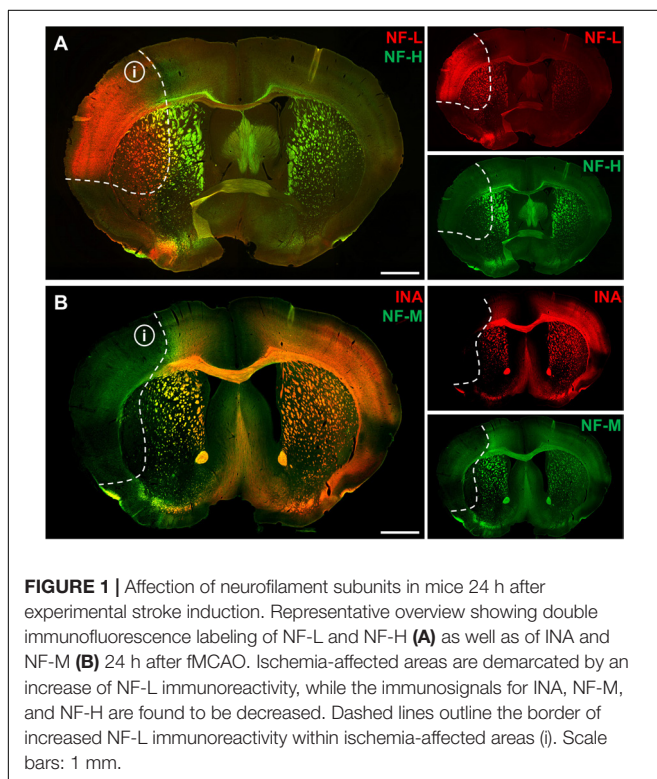 A
NF-L
NF-H
i
NF-L
NF-H
B
INA
NF-M
i
INA
NF-M
FIGURE 1 | Affection of neurofilament subunits in mice 24 h after
experimental stroke induction. Representative overview showing double
immunofluorescence labeling of NF-L and NF-H (A) as well as of INA and
NF-M (B) 24 h after fMCAO. Ischemia-affected areas are demarcated by an
increase of NF-L immunoreactivity, while the immunosignals for INA, NF-M,
and NF-H are found to be decreased. Dashed lines outline the border of
increased NF-L immunoreactivity within ischemia-affected areas (i). Scale
bars: 1 mm.